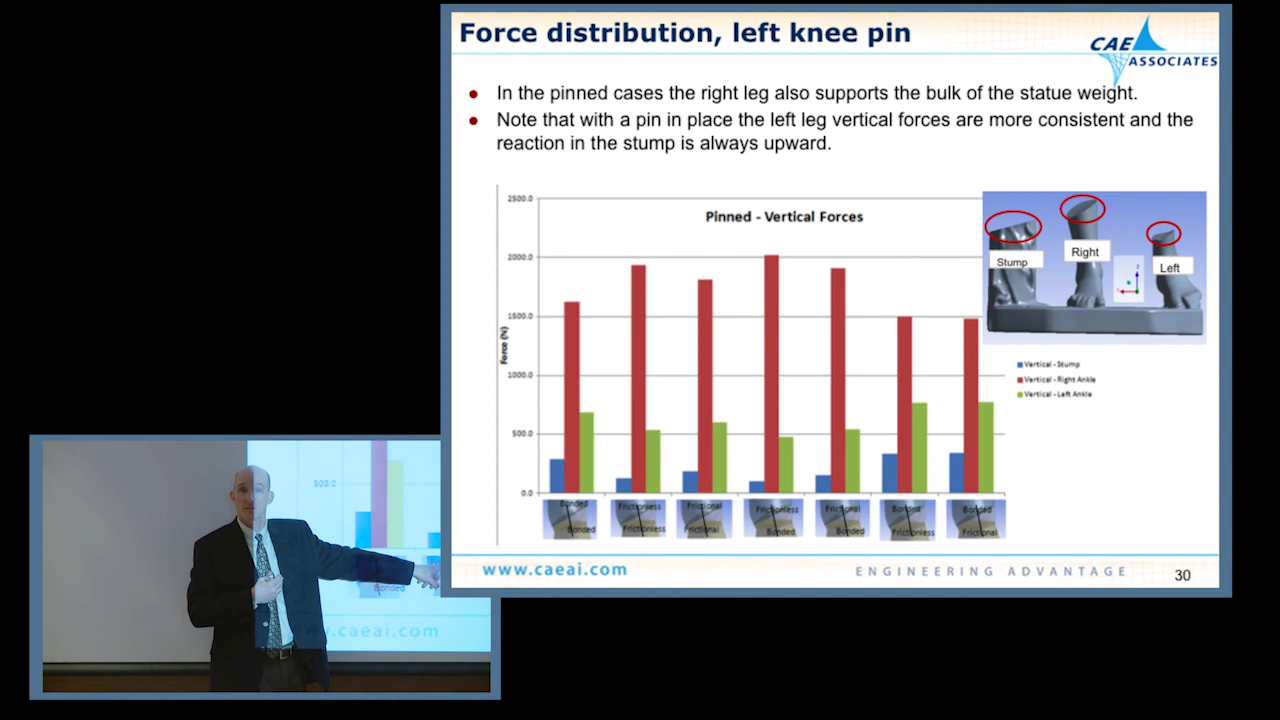 Force distribution, left knee pin
CAE
ASSOCIATES
In the pinned cases the right leg also supports the bulk of the statue weight.
Note that with a pin in place the left leg vertical forces are more consistent and the
reaction in the stump is always upward.
Pinned - Vertical Forces
Force (N)
2500.0
2000.0
1500.0
1000.0
500.0
0.0
Stump
Right
Left
Vertical - Stump
Vertical - Right Ankle
Vertical - Left Ankle
Bonded Frictionless Frictional Frictionless Frictional Bonded Bonded
Bonded Frictionless Frictional Bonded Bonded Frictionless Frictional
www.caeai.com
ENGINEERING ADVANTAGE
30
500.0
Bonded
w.caeai.com